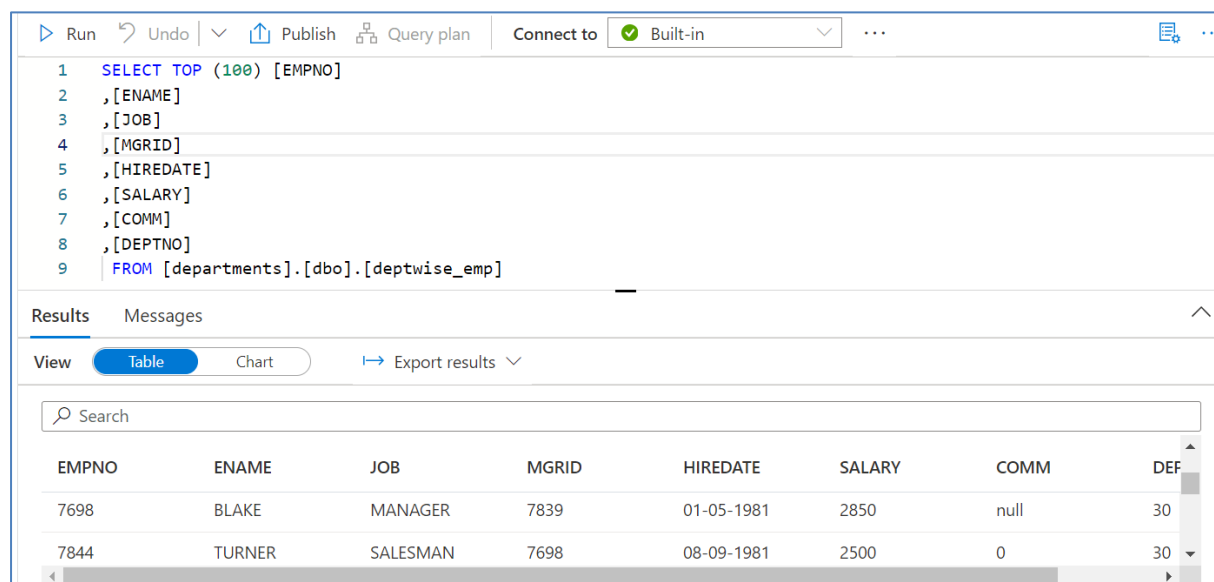 Run Undo Publish Query plan Connect to Built-in ...
1 SELECT TOP (100) [EMPNO]
2 ,[ENAME]
3 ,[JOB]
4 ,[MGRID]
5 ,[HIREDATE]
6 ,[SALARY]
7 ,[COMM]
8 ,[DEPTNO]
9 FROM [departments].[dbo].[deptwise_emp]
Results Messages
View Table Chart Export results
Search
EMPNO ENAME JOB MGRID HIREDATE SALARY COMM DEP
7698 BLAKE MANAGER 7839 01-05-1981 2850 null 30
7844 TURNER SALESMAN 7698 08-09-1981 2500 0 30